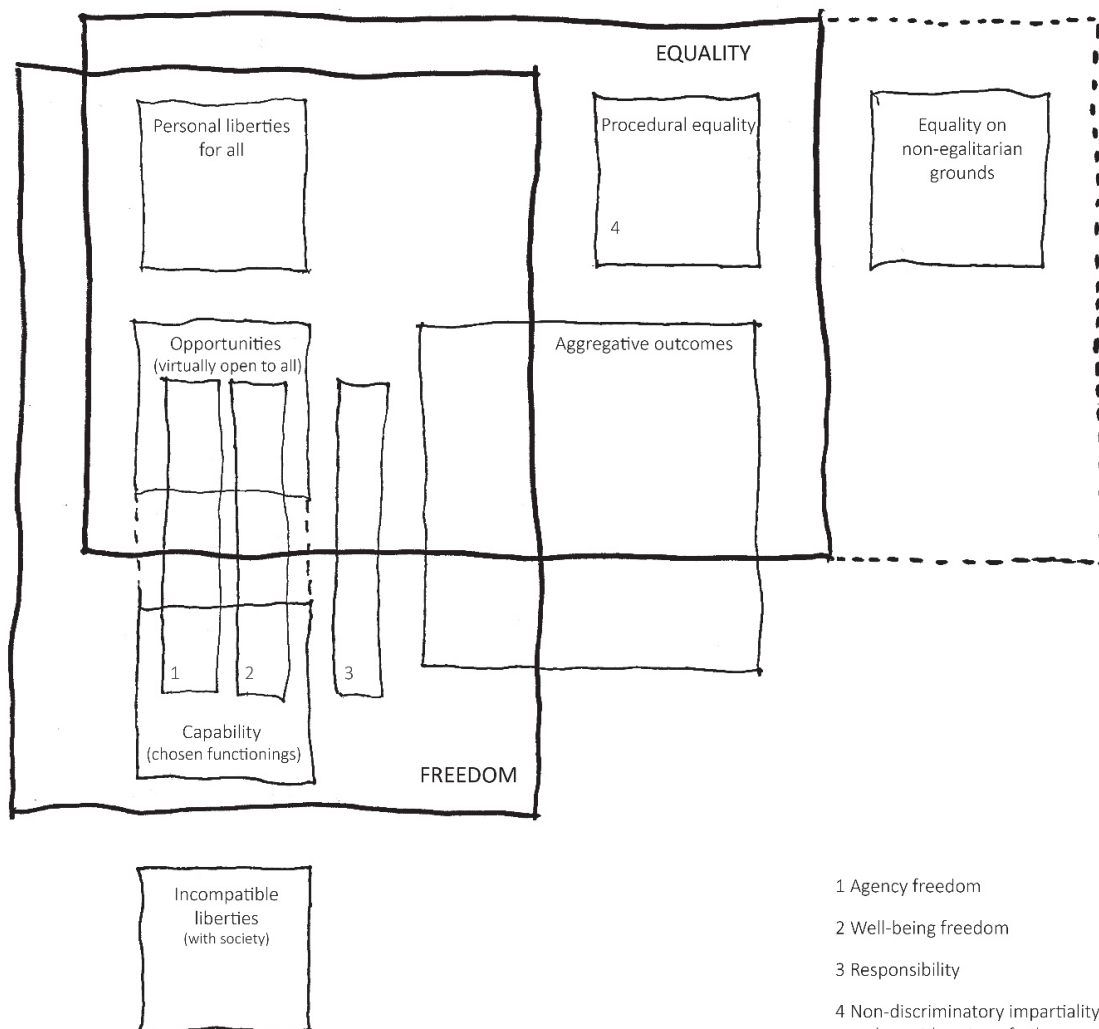 EQUALITY
Personal liberties
for all
Procedural equality
4
Equality on
non-egalitarian
grounds
Opportunities
(virtually open to all)
Aggregative outcomes
1
2
3
Capability
(chosen functionings)
FREEDOM
Incompatible
liberties
(with society)
1 Agency freedom
2 Well-being freedom
3 Responsibility
4 Non-discriminatory impartiality